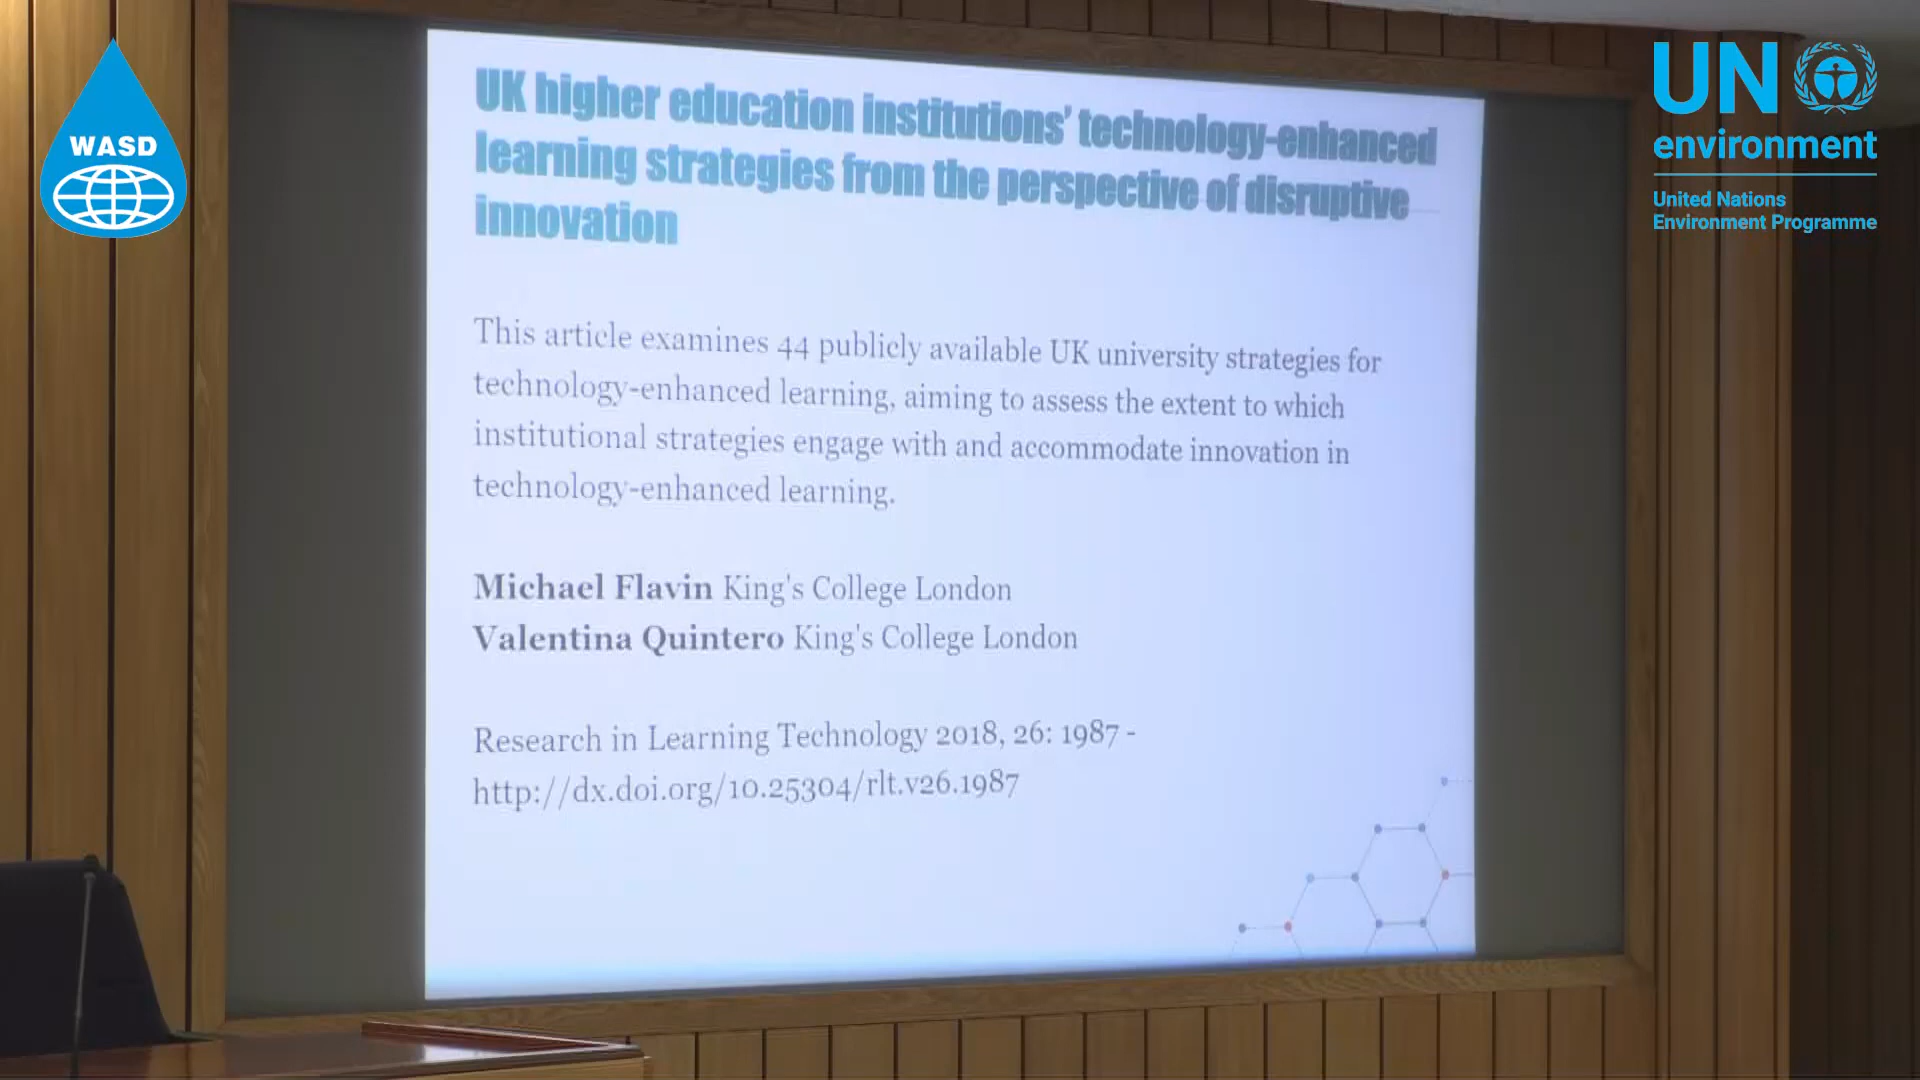 WASD
UN
environment
United Nations
Environment Programme
UK higher education institutions' technology-enhanced
learning strategies from the perspective of disruptive
innovation
This article examines 44 publicly available UK university strategies for
technology-enhanced learning, aiming to assess the extent to which
institutional strategies engage with and accommodate innovation in
technology-enhanced learning.
Michael Flavin King's College London
Valentina Quintero King's College London
Research in Learning Technology 2018, 26: 1987 -
http://dx.doi.org/10.25304/rlt.v26.1987